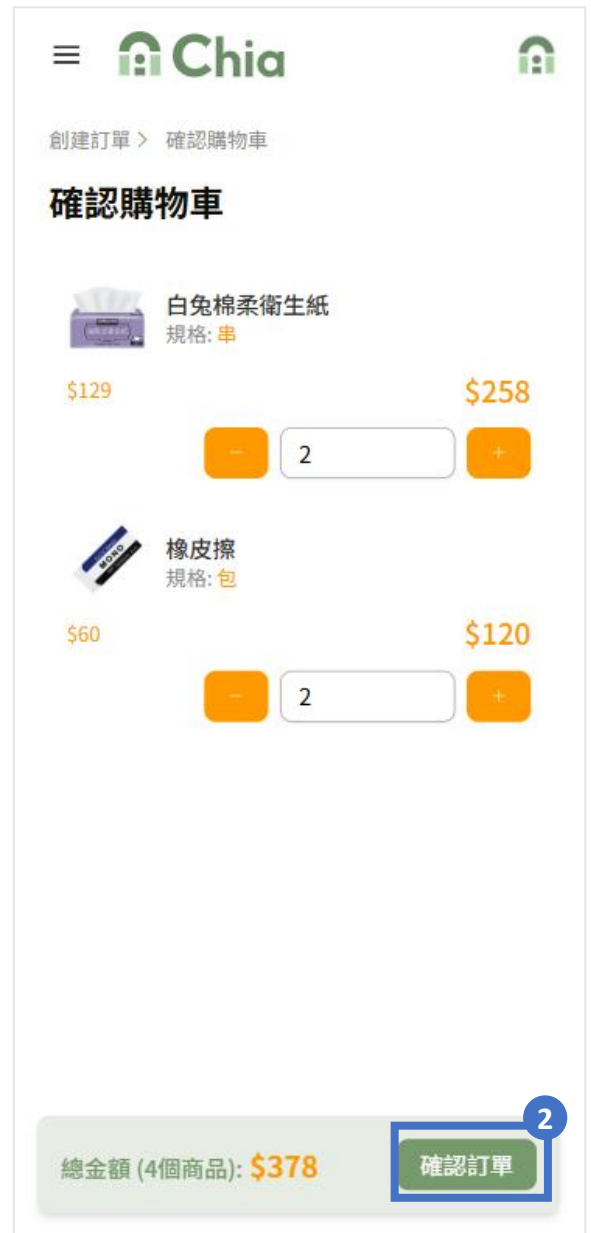 Chia
創建訂單 > 確認購物車
確認購物車
白兔棉柔衛生紙
規格: 串
$129
$258
- 2 +
MONO
橡皮擦
規格: 包
$60
$120
- 2 +
2
總金額 (4個商品): $378
確認訂單